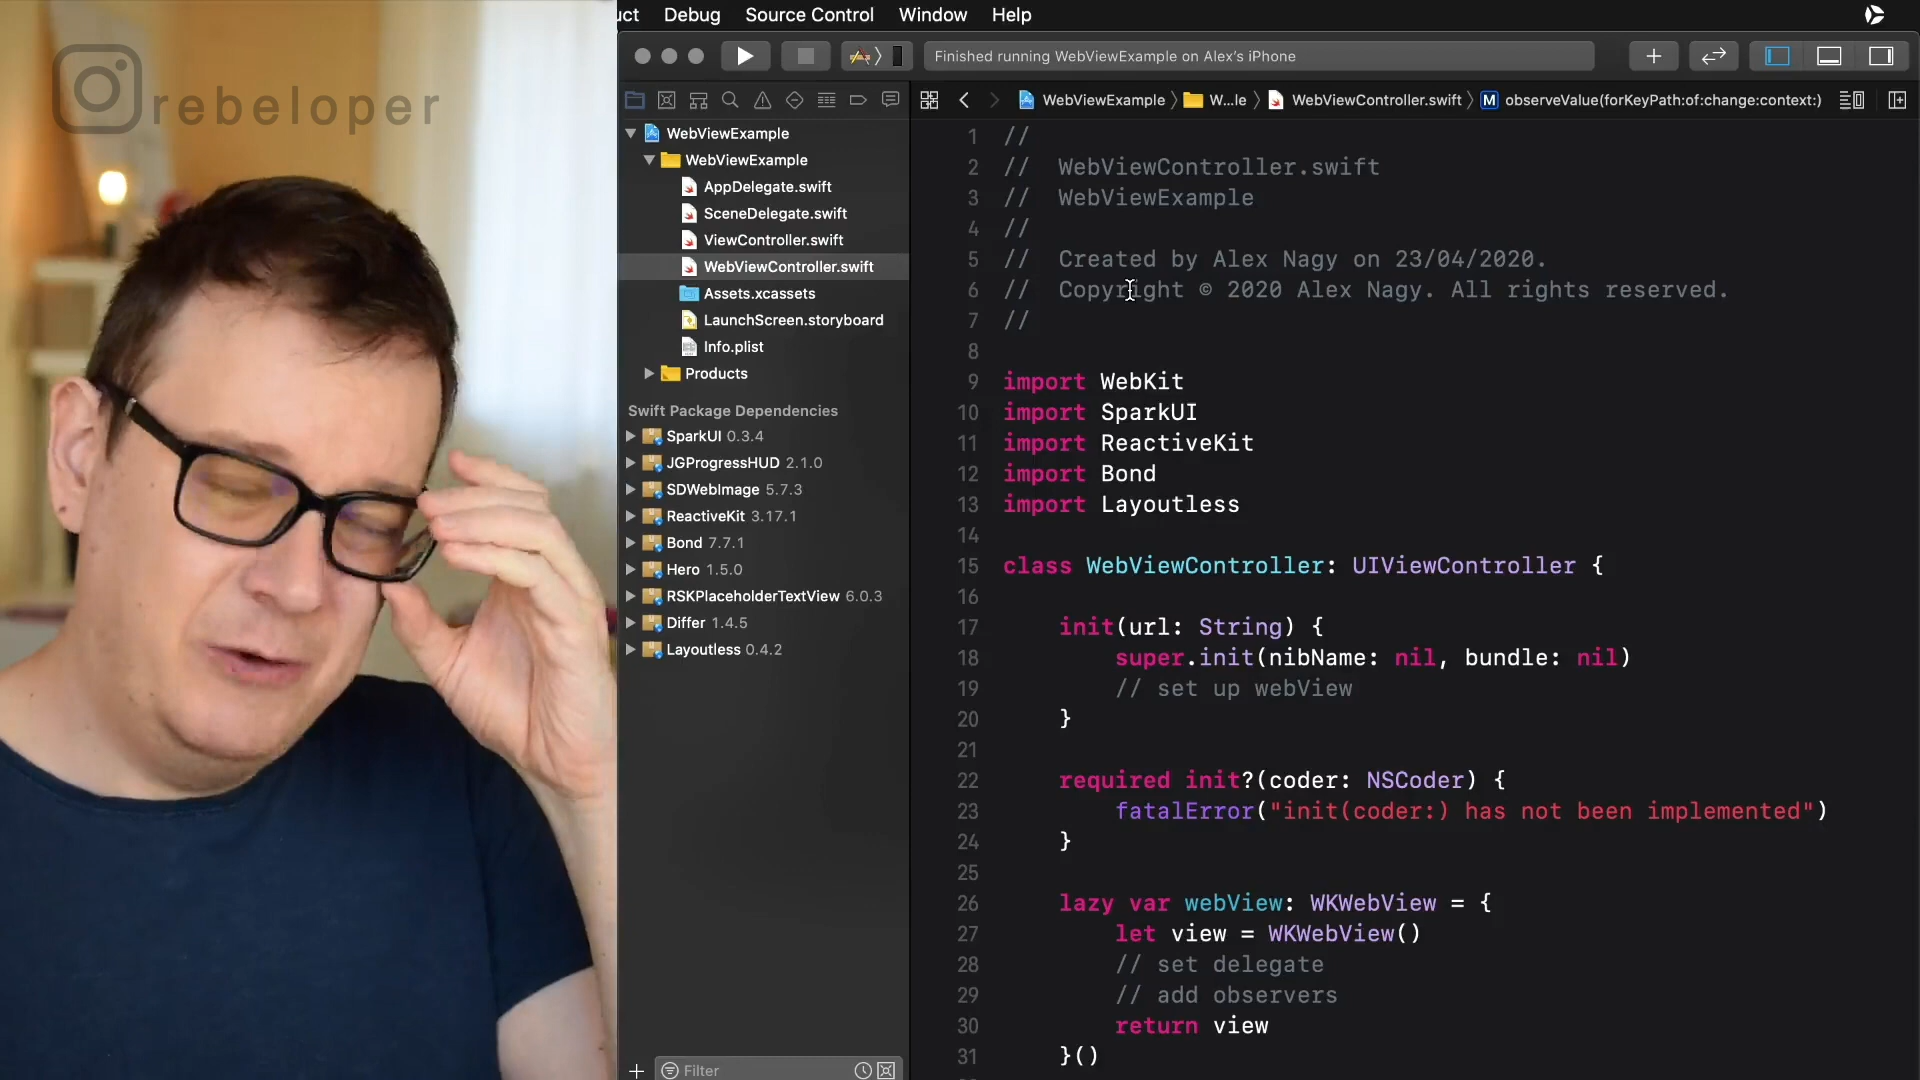 rebeloper
uct Debug Source Control Window Help
Finished running WebViewExample on Alex's iPhone
WebViewExample W...le WebViewController.swift M observeValue(forKeyPath:of:change:context:)
WebViewExample
WebViewExample
AppDelegate.swift
SceneDelegate.swift
ViewController.swift
WebViewController.swift
Assets.xcassets
LaunchScreen.storyboard
Info.plist
Products
Swift Package Dependencies
SparkUI 0.3.4
JGProgressHUD 2.1.0
SDWebImage 5.7.3
ReactiveKit 3.17.1
Bond 7.7.1
Hero 1.5.0
RSKPlaceholderTextView 6.0.3
Differ 1.4.5
Layoutless 0.4.2
Filter
1 //
2 // WebViewController.swift
3 // WebViewExample
4 //
5 // Created by Alex Nagy on 23/04/2020.
6 // Copyright © 2020 Alex Nagy. All rights reserved.
7 //
8
9 import WebKit
10 import SparkUI
11 import ReactiveKit
12 import Bond
13 import Layoutless
14
15 class WebViewController: UIViewController {
16
17 init(url: String) {
18 super.init(nibName: nil, bundle: nil)
19 // set up webView
20 }
21
22 required init?(coder: NSCoder) {
23 fatalError("init(coder:) has not been implemented")
24 }
25
26 lazy var webView: WKWebView = {
27 let view = WKWebView()
28 // set delegate
29 // add observers
30 return view
31 }()